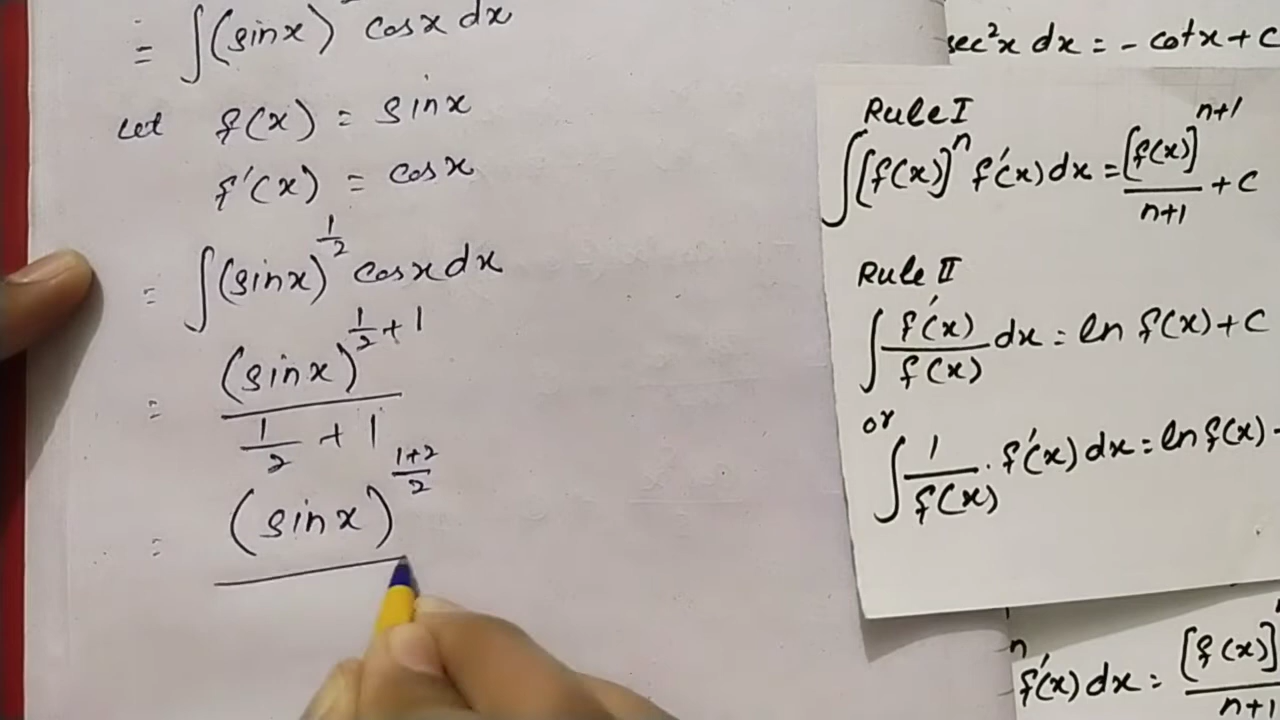 = ∫(sinx) cosx dx
Let f(x) = sinx
f'(x) = cosx
= ∫(sinx)^{1/2} cosx dx
= (sinx)^{1/2 + 1}
1/2 + 1
= (sinx)^{1+2/2}
sec²x dx = - cotx + C
Rule I
∫[f(x)]^n f'(x) dx = [f(x)]^{n+1} / n+1 + C
Rule II
∫ f'(x) / f(x) dx = ln f(x) + C
or
∫ 1 / f(x) . f'(x) dx = ln f(x) -
n
f'(x) dx = [f(x)] / n+1